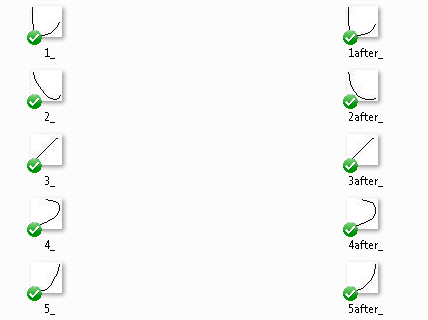 1_ 1after_
2_ 2after_
3_ 3after_
4_ 4after_
5_ 5after_